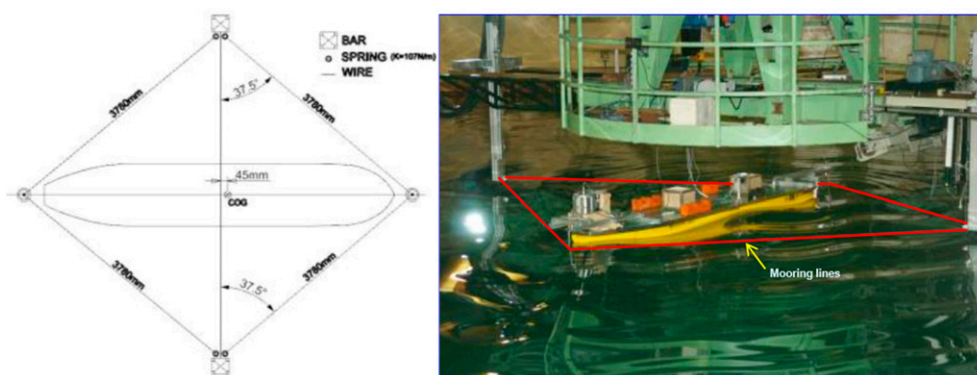 BAR
SPRING (K=107N/m)
WIRE
37.5°
3780mm
3780mm
45mm
COG
3780mm
3780mm
37.5°
Mooring lines